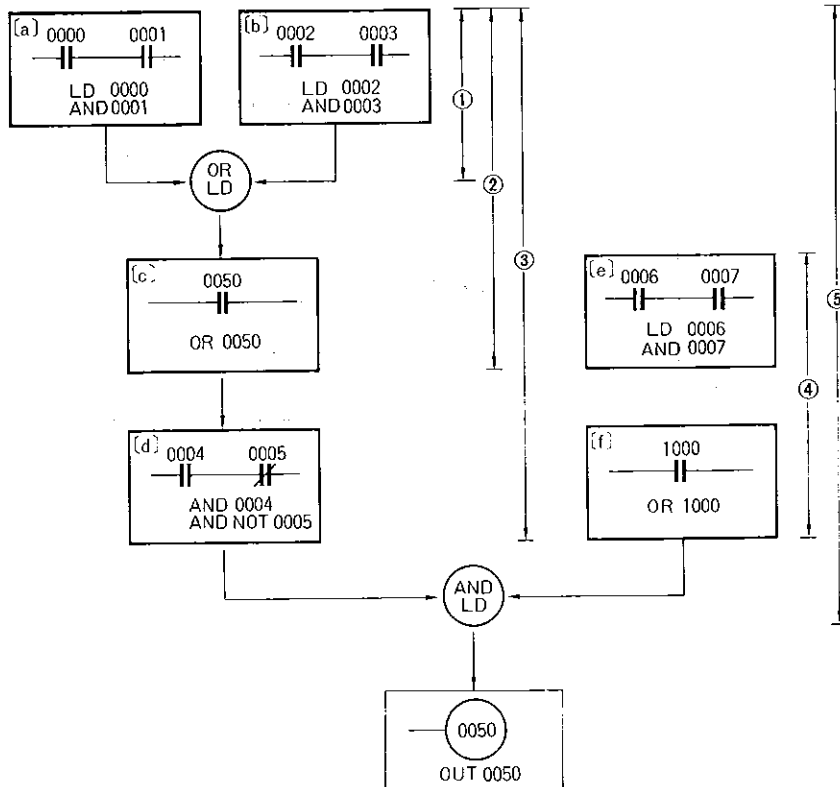 [a]
0000 0001
LD 0000
AND 0001
[b]
0002 0003
LD 0002
AND 0003
①
OR
LD
②
③
[c]
0050
OR 0050
[e]
0006 0007
LD 0006
AND 0007
④
⑤
[d]
0004 0005
AND 0004
AND NOT 0005
[f]
1000
OR 1000
AND
LD
0050
OUT 0050